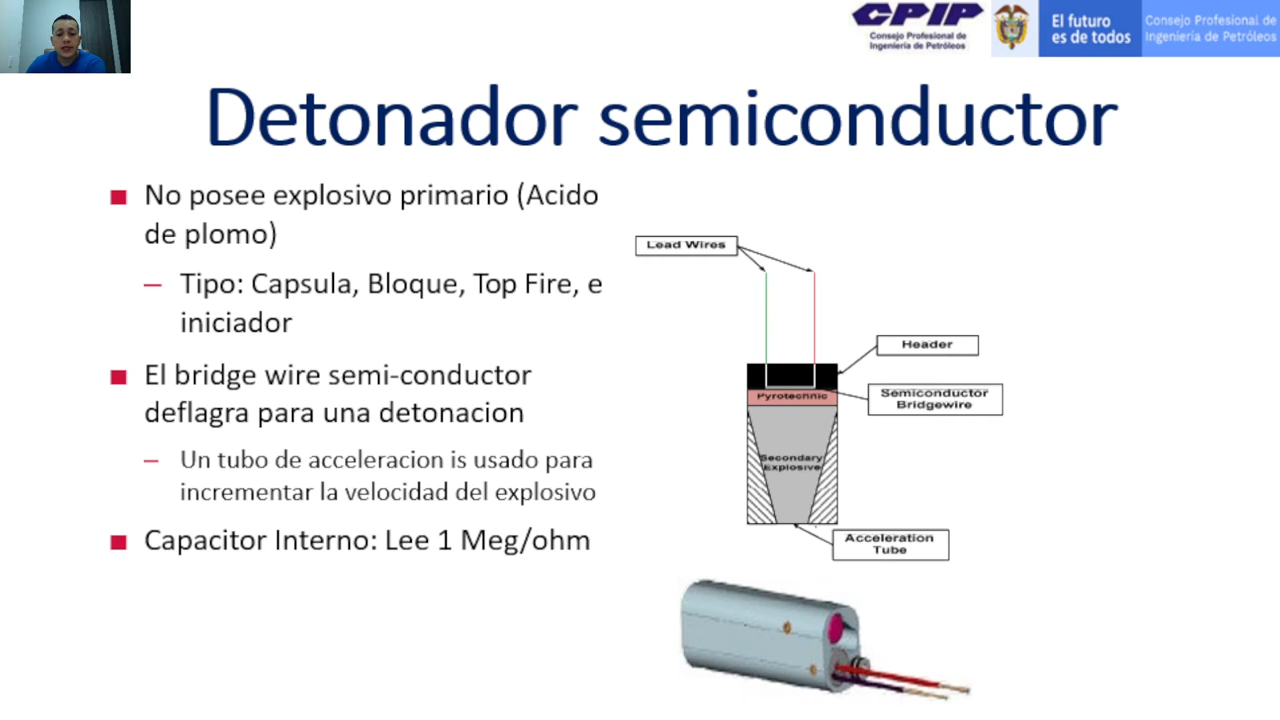 CPIP
Consejo Profesional de
Ingeniería de Petróleos
El futuro
es de todos
Consejo Profesional de
Ingeniería de Petróleos
Detonador semiconductor
No posee explosivo primario (Acido
de plomo)
– Tipo: Capsula, Bloque, Top Fire, e
iniciador
El bridge wire semi-conductor
deflagra para una detonacion
– Un tubo de acceleracion is usado para
incrementar la velocidad del explosivo
Capacitor Interno: Lee 1 Meg/ohm
Lead Wires
Header
Semiconductor
Bridgewire
Pyrotechnic
Secondary
Explosive
Acceleration
Tube